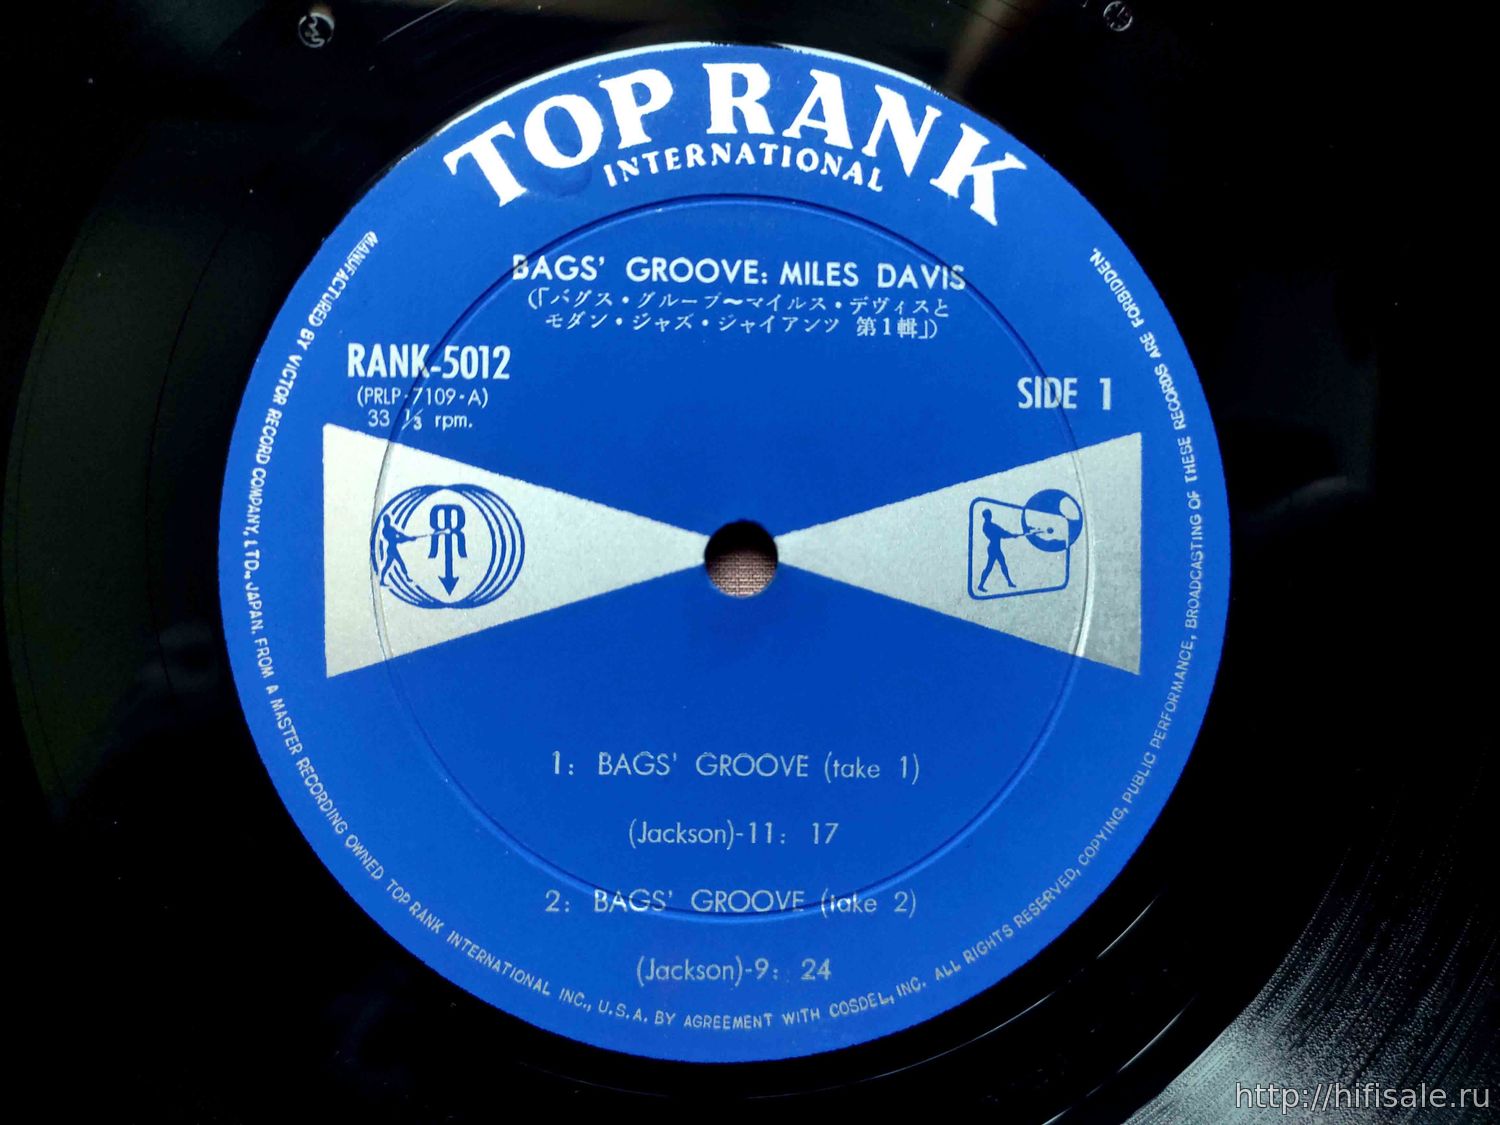 TOP RANK
INTERNATIONAL
BAGS' GROOVE: MILES DAVIS
(「バグス・グルーブ〜マイルス・デヴィスと
モダン・ジャズ・ジャイアンツ 第1輯」)
RANK-5012
(PRLP-7109・A)
33 1/3 rpm.
SIDE 1
RT
1: BAGS' GROOVE (take 1)
(Jackson)-11: 17
2: BAGS' GROOVE (take 2)
(Jackson)-9: 24
MANUFACTURED BY VICTOR RECORD COMPANY, LTD., JAPAN. FROM A MASTER RECORDING OWNED TOP RANK INTERNATIONAL INC., U.S.A. BY AGREEMENT WITH COSDEL, INC. ALL RIGHTS RESERVED, COPYING, PUBLIC PERFORMANCE, BROADCASTING OF THESE RECORDS ARE FORBIDDEN.
http://hifisale.ru